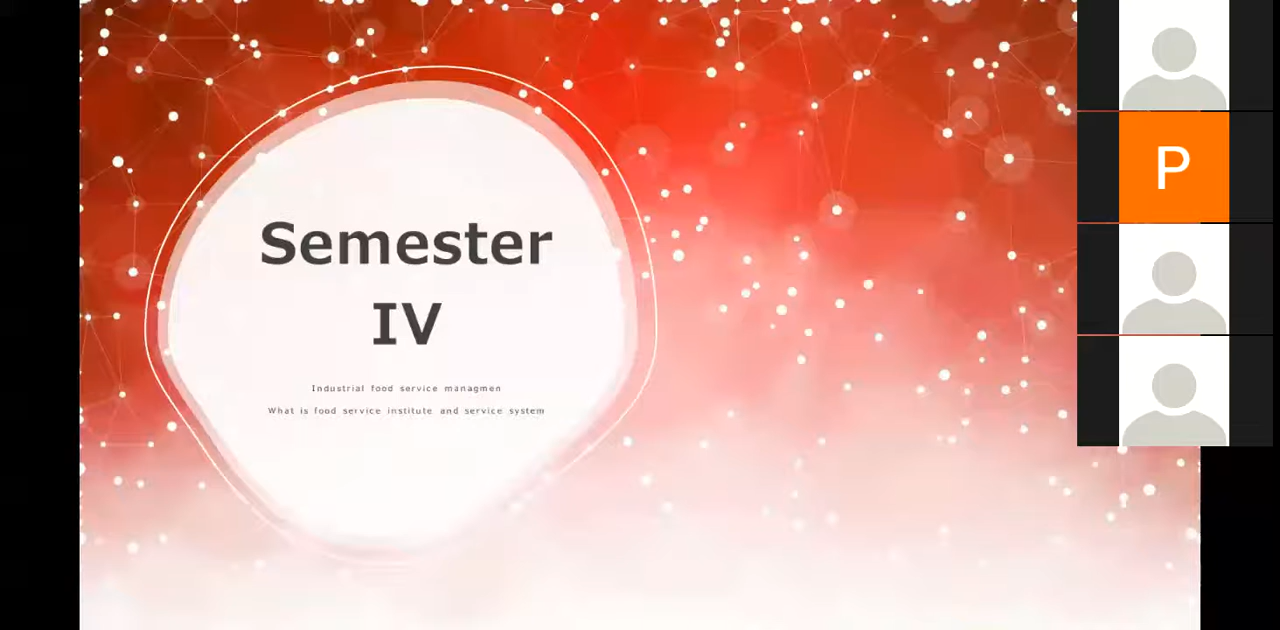 Semester
IV
Industrial food service managmen
What is food service institute and service system
P